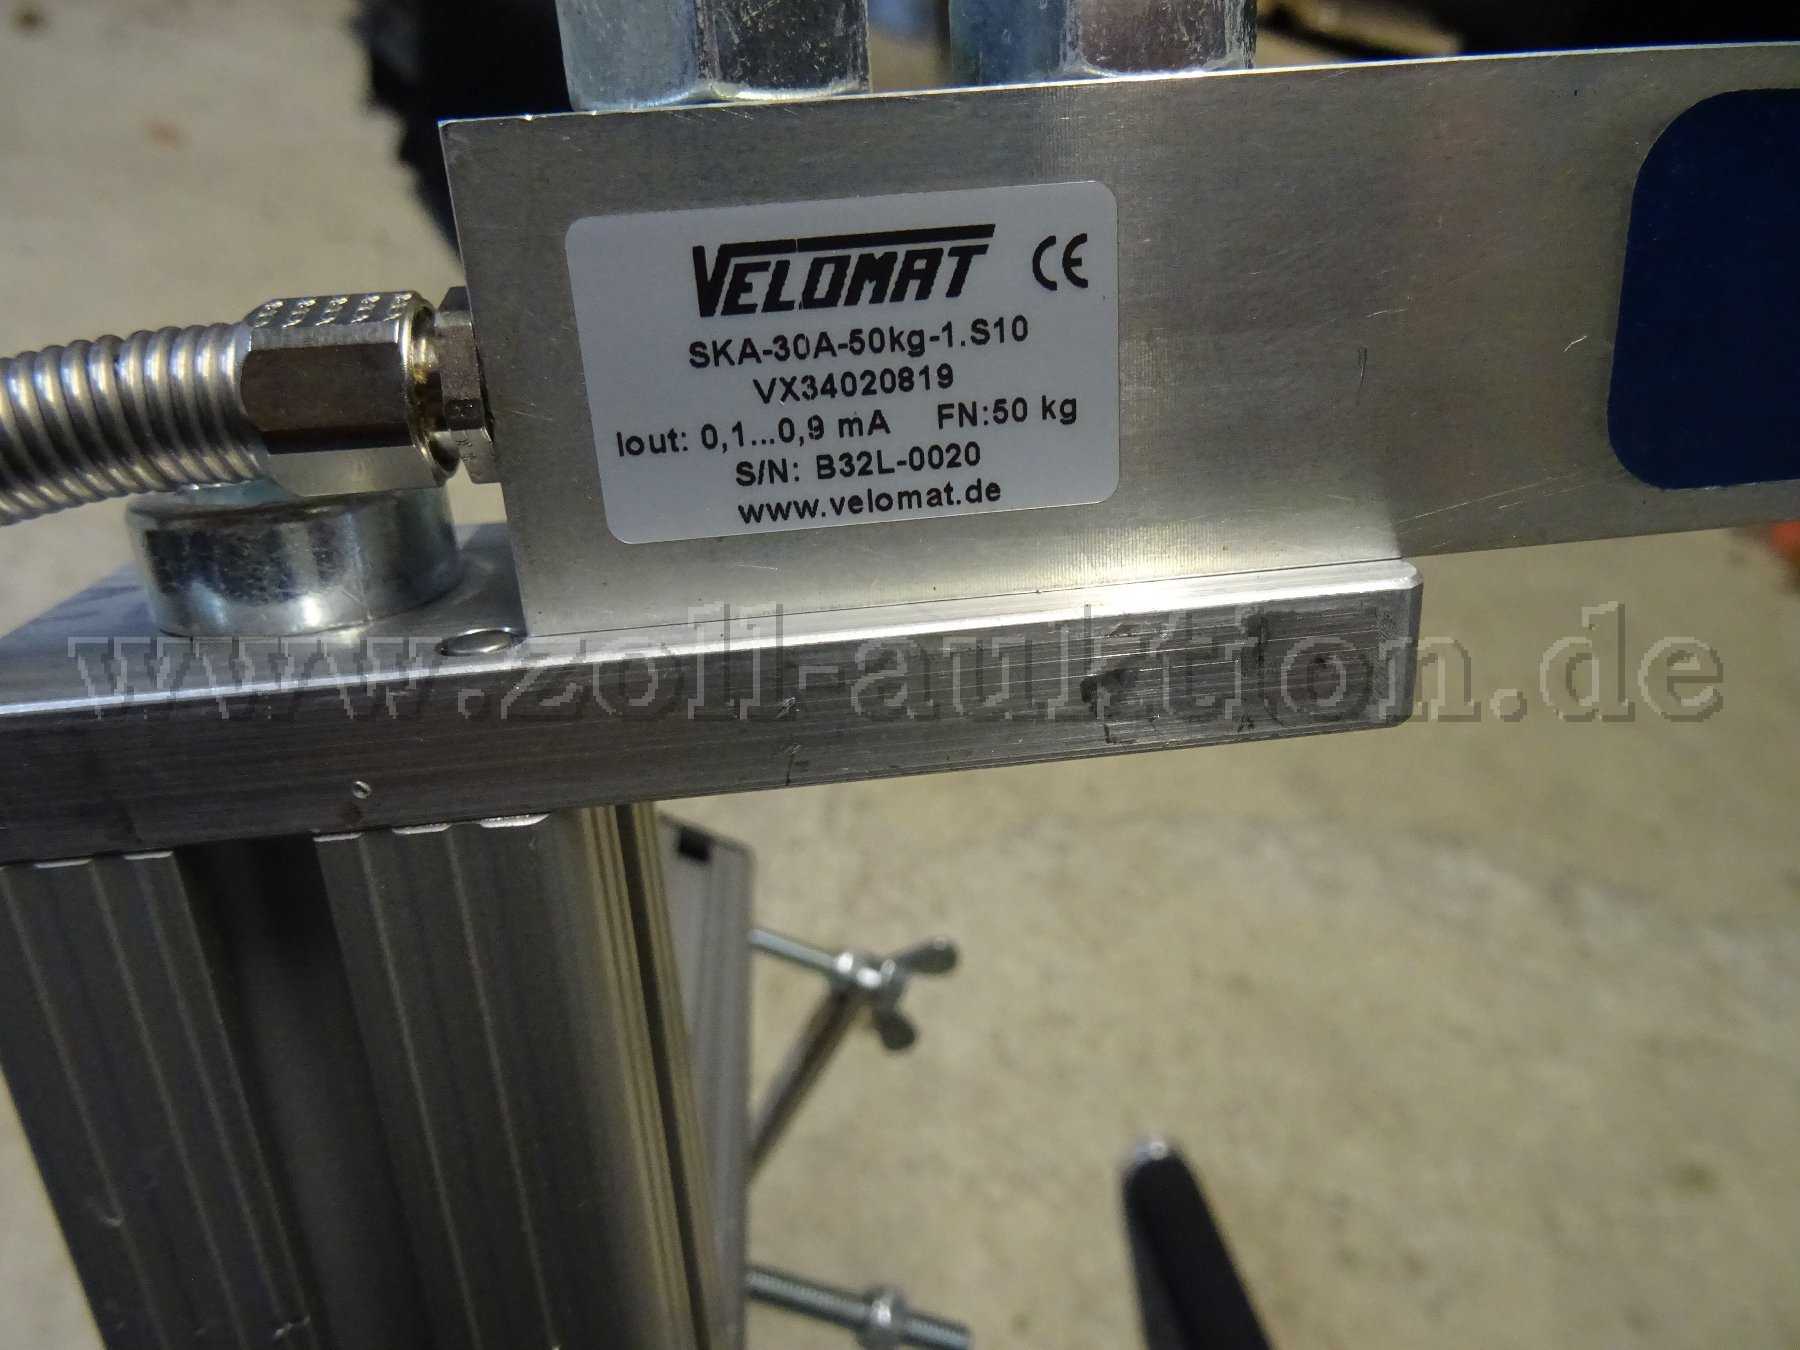 VELOMAT CE
SKA-30A-50kg-1.S10
VX34020819
Iout: 0,1...0,9 mA FN:50 kg
S/N: B32L-0020
www.velomat.de
www.zoll-auktion.de